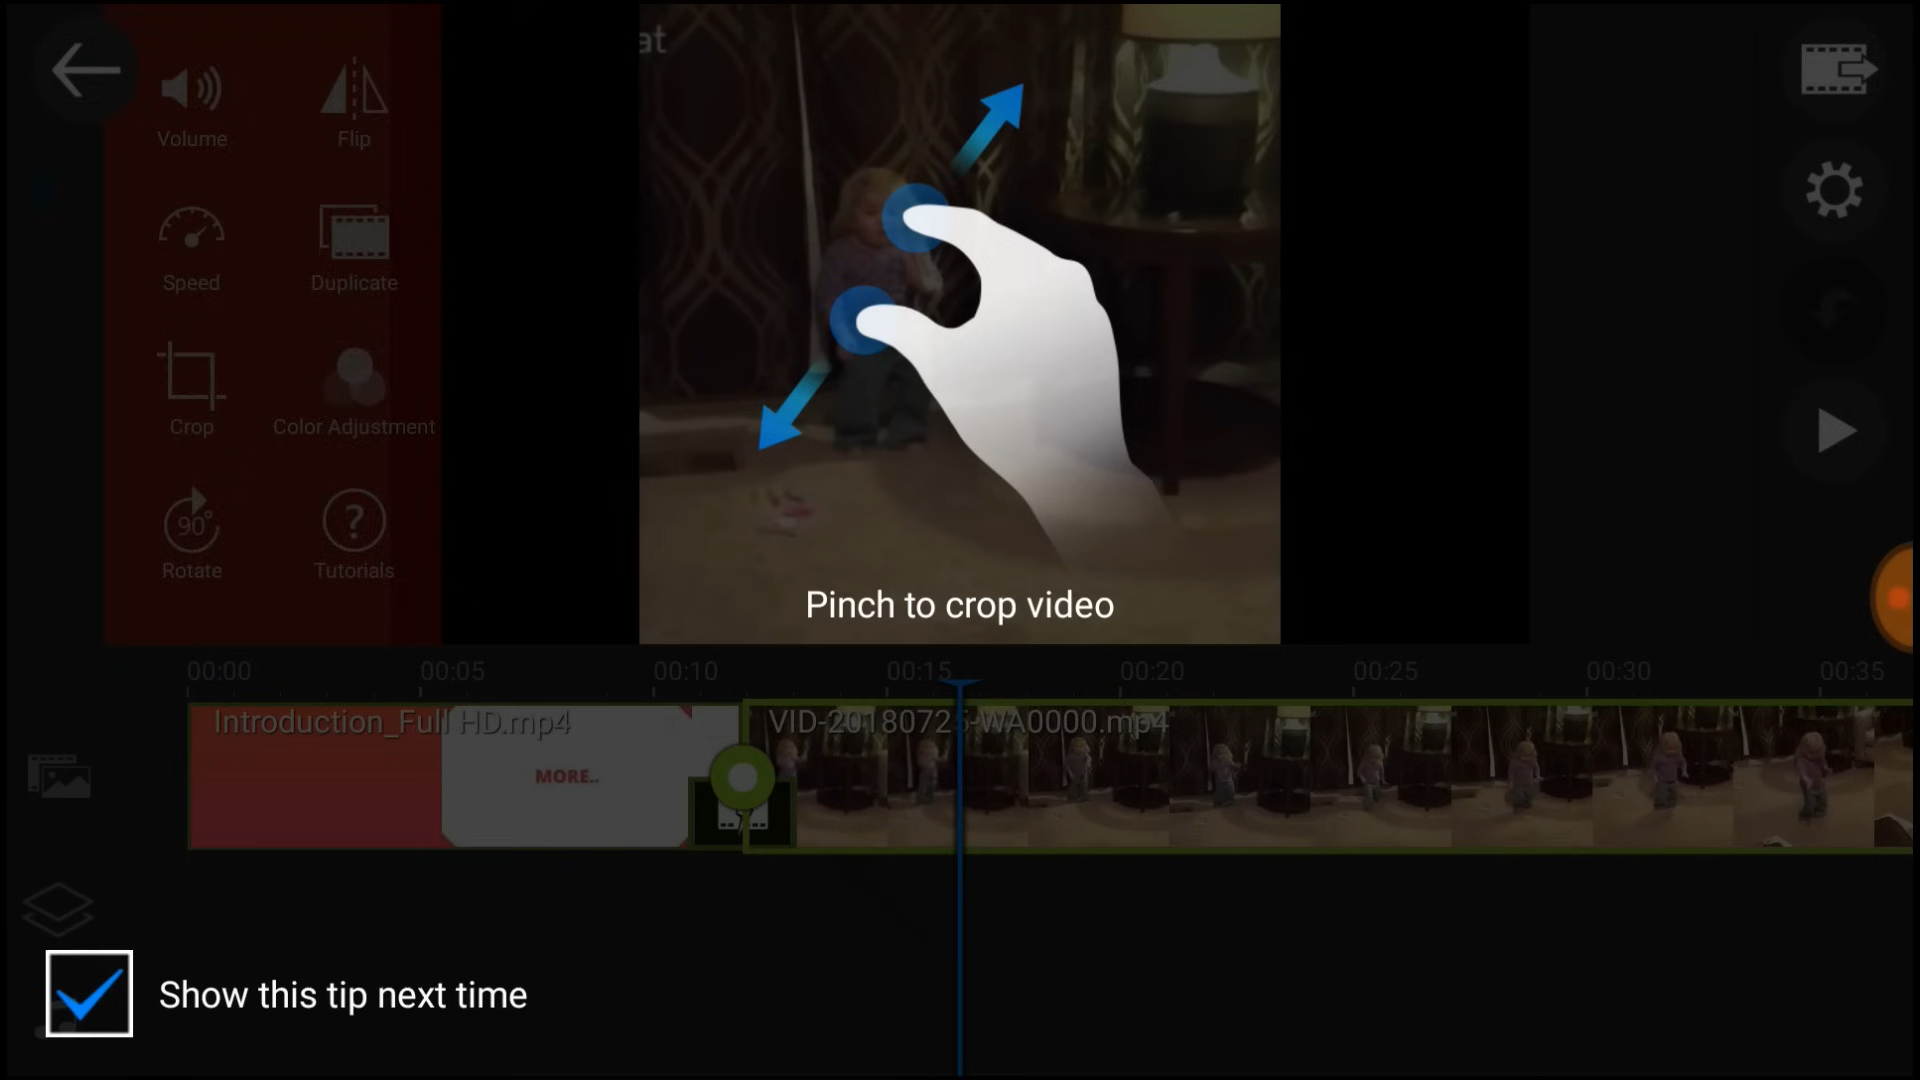 at
Volume
Flip
Speed
Duplicate
Crop
Color Adjustment
90°
Rotate
?
Tutorials
Pinch to crop video
00:00
00:05
00:10
00:15
00:20
00:25
00:30
00:35
Introduction_Full HD.mp4
VID-20180725-WA0000.mp4
MORE..
Show this tip next time